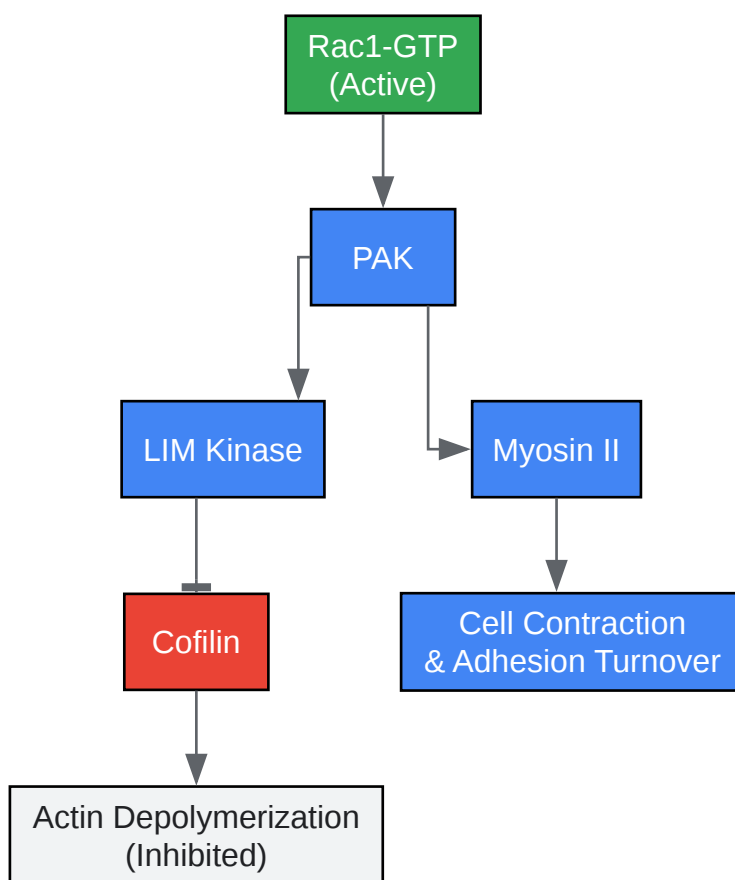 Rac1-GTP
(Active)
PAK
LIM Kinase
Myosin II
Cofilin
Cell Contraction
& Adhesion Turnover
Actin Depolymerization
(Inhibited)